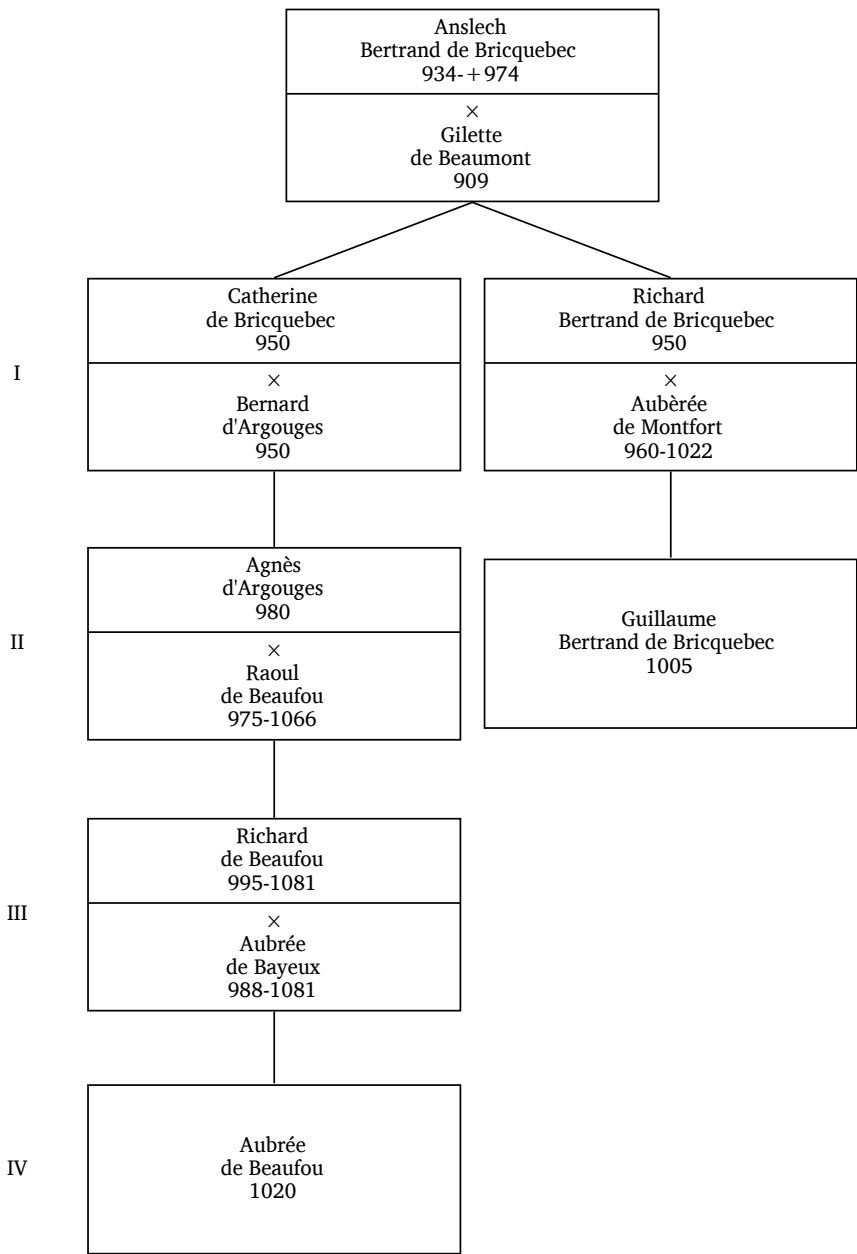 Anslech
Bertrand de Bricquebec
934-+974
×
Gilette
de Beaumont
909
I
Catherine
de Bricquebec
950
×
Bernard
d'Argouges
950
Richard
Bertrand de Bricquebec
950
×
Aubèrée
de Montfort
960-1022
II
Agnès
d'Argouges
980
×
Raoul
de Beaufou
975-1066
Guillaume
Bertrand de Bricquebec
1005
III
Richard
de Beaufou
995-1081
×
Aubrée
de Bayeux
988-1081
IV
Aubrée
de Beaufou
1020